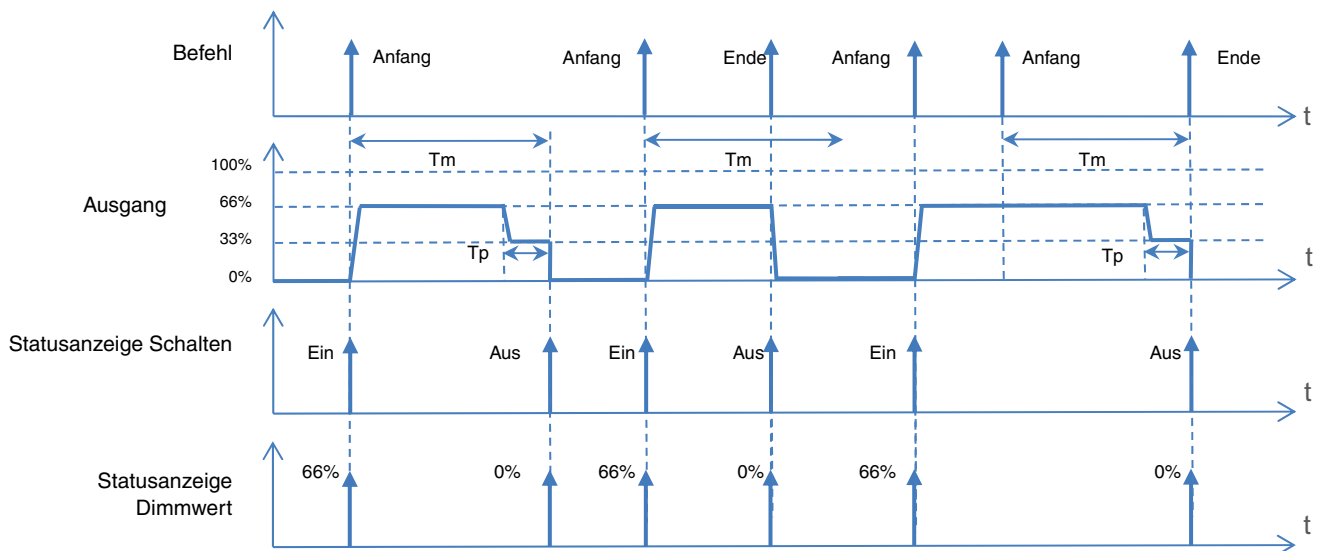 Befehl
Anfang
Anfang
Ende
Anfang
Anfang
Ende
t
Ausgang
100%
66%
33%
0%
Tm
Tm
Tm
Tp
Tp
t
Statusanzeige Schalten
Ein
Aus
Ein
Aus
Ein
Aus
t
Statusanzeige
Dimmwert
66%
0%
66%
0%
66%
0%
t